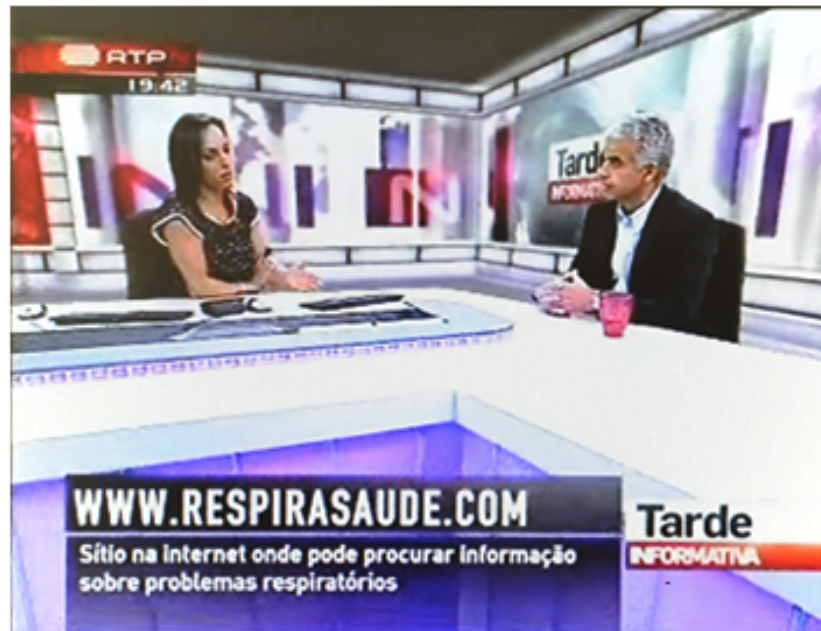 RTP N
19:42
Tarde
INFORMATIVA
N
WWW.RESPIRASAUDE.COM
Sítio na internet onde pode procurar informação
sobre problemas respiratórios
Tarde
INFORMATIVA